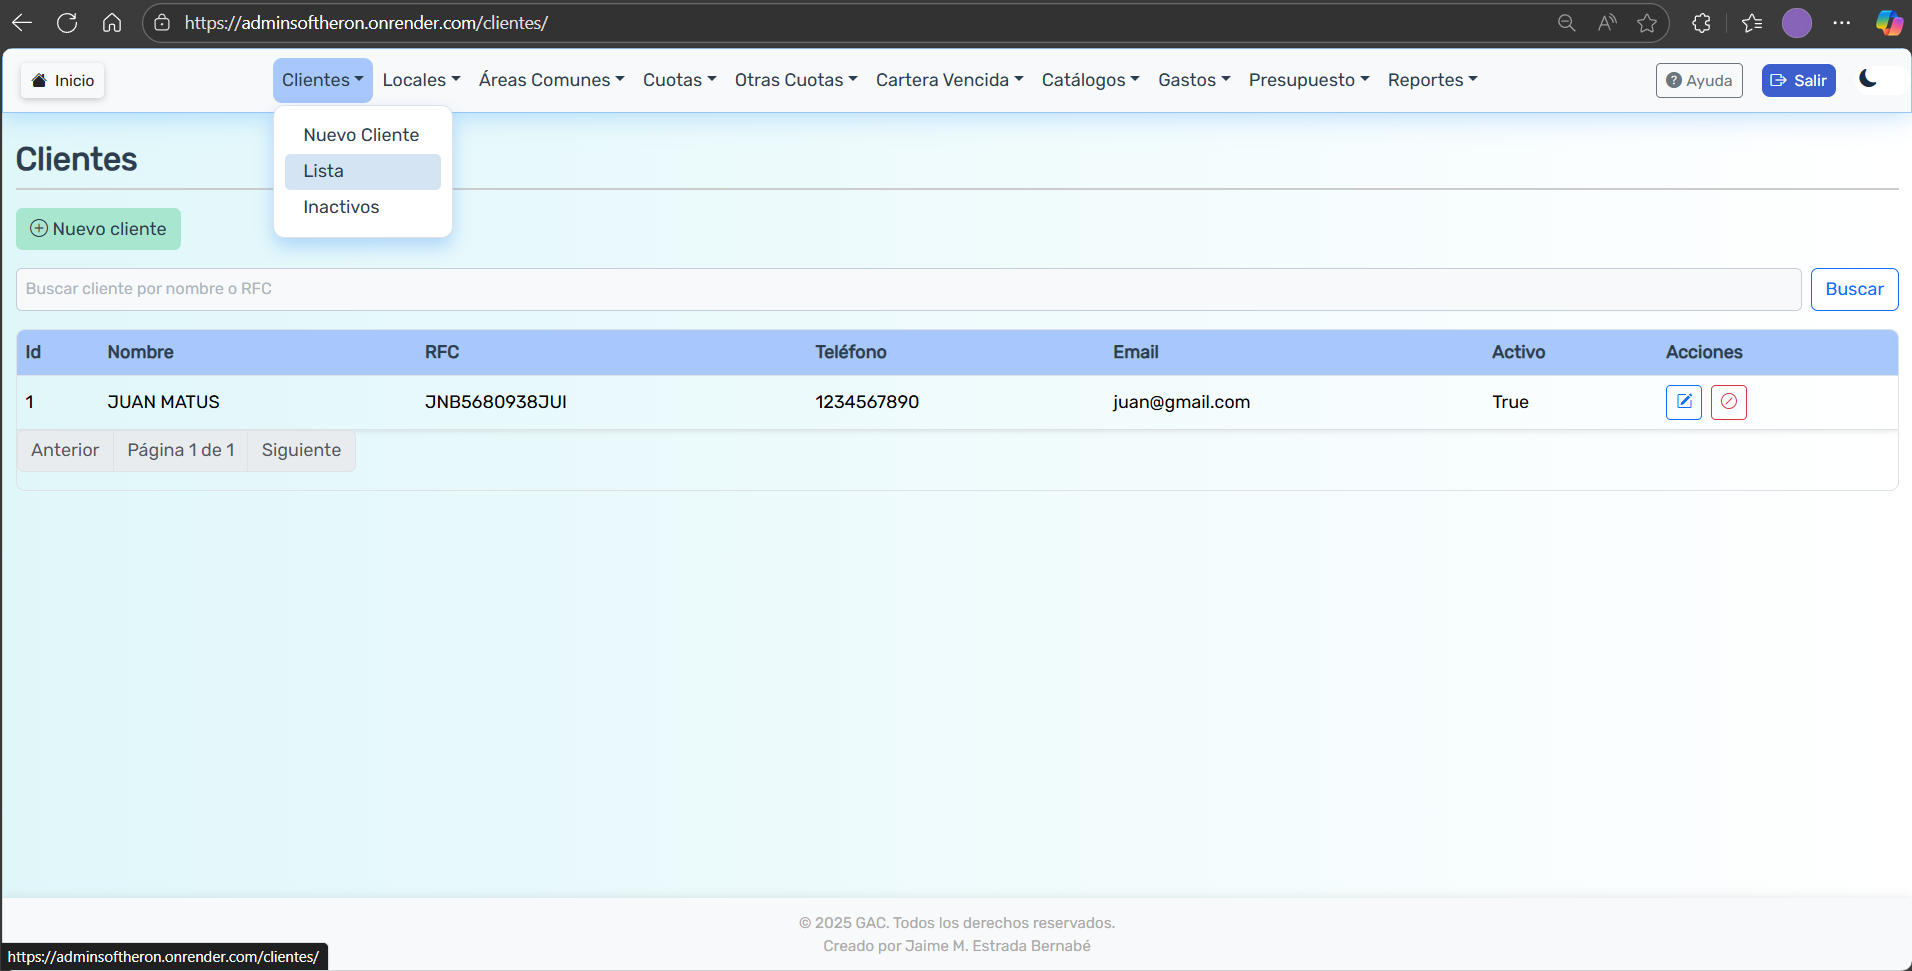 https://adminsoftheron.onrender.com/clientes/
Inicio
Clientes Locales Áreas Comunes Cuotas Otras Cuotas Cartera Vencida Catálogos Gastos Presupuesto Reportes
Ayuda
Salir
Nuevo Cliente
Lista
Inactivos
Clientes
Nuevo cliente
Buscar cliente por nombre o RFC
Buscar
Id Nombre RFC Teléfono Email Activo Acciones
1 JUAN MATUS JNB5680938JUI 1234567890 juan@gmail.com True
Anterior Página 1 de 1 Siguiente
© 2025 GAC. Todos los derechos reservados.
Creado por Jaime M. Estrada Bernabé
https://adminsoftheron.onrender.com/clientes/